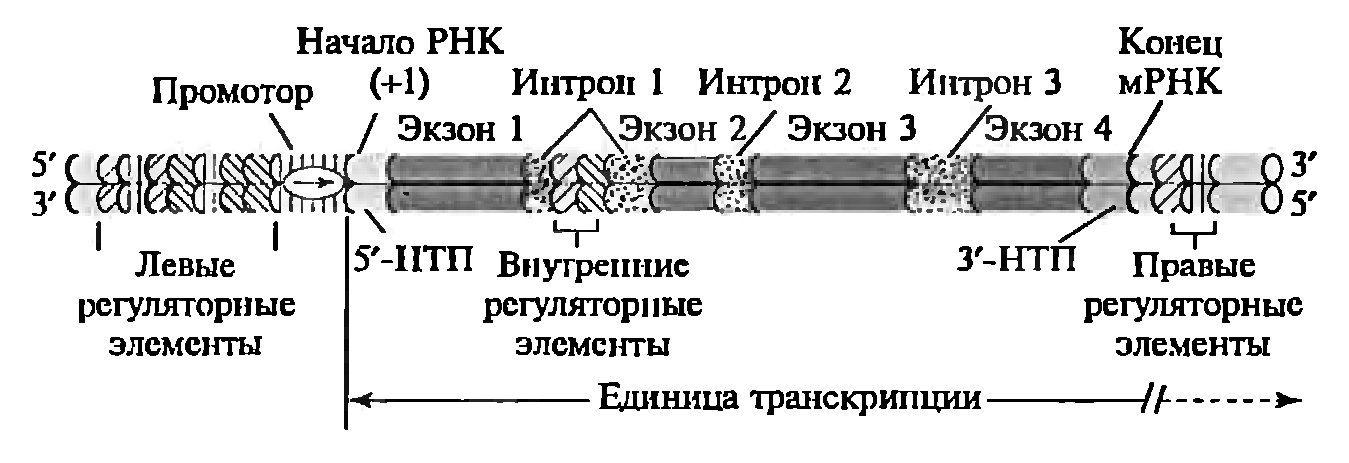 Начало РНК
(+1)
Конец
мРНК
Промотор
Интрон 1
Интрон 2
Интрон 3
Экзон 1
Экзон 2
Экзон 3
Экзон 4
5′
3′
3′
5′
5′-НТП
3′-НТП
Левые
регуляторные
элементы
Внутренние
регуляторные
элементы
Правые
регуляторные
элементы
Единица транскрипции